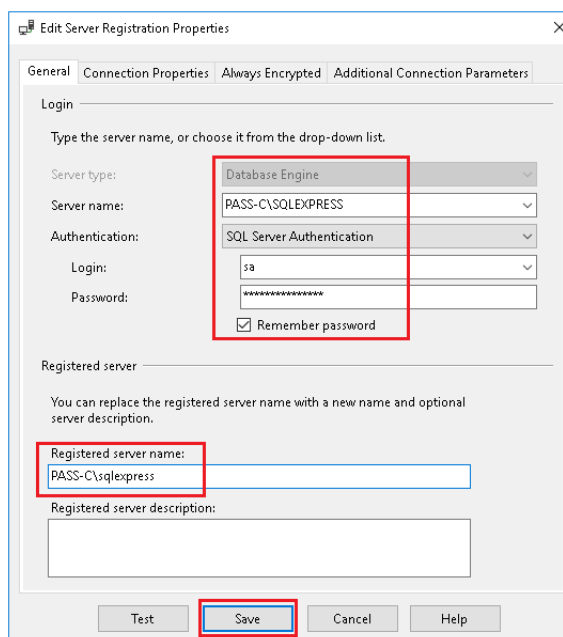 Edit Server Registration Properties
General Connection Properties Always Encrypted Additional Connection Parameters
Login
Type the server name, or choose it from the drop-down list.
Server type: Database Engine
Server name: PASS-C\SQLEXPRESS
Authentication: SQL Server Authentication
Login: sa
Password: ***************
Remember password
Registered server
You can replace the registered server name with a new name and optional
server description.
Registered server name:
PASS-C\sqlexpress
Registered server description:
Test Save Cancel Help